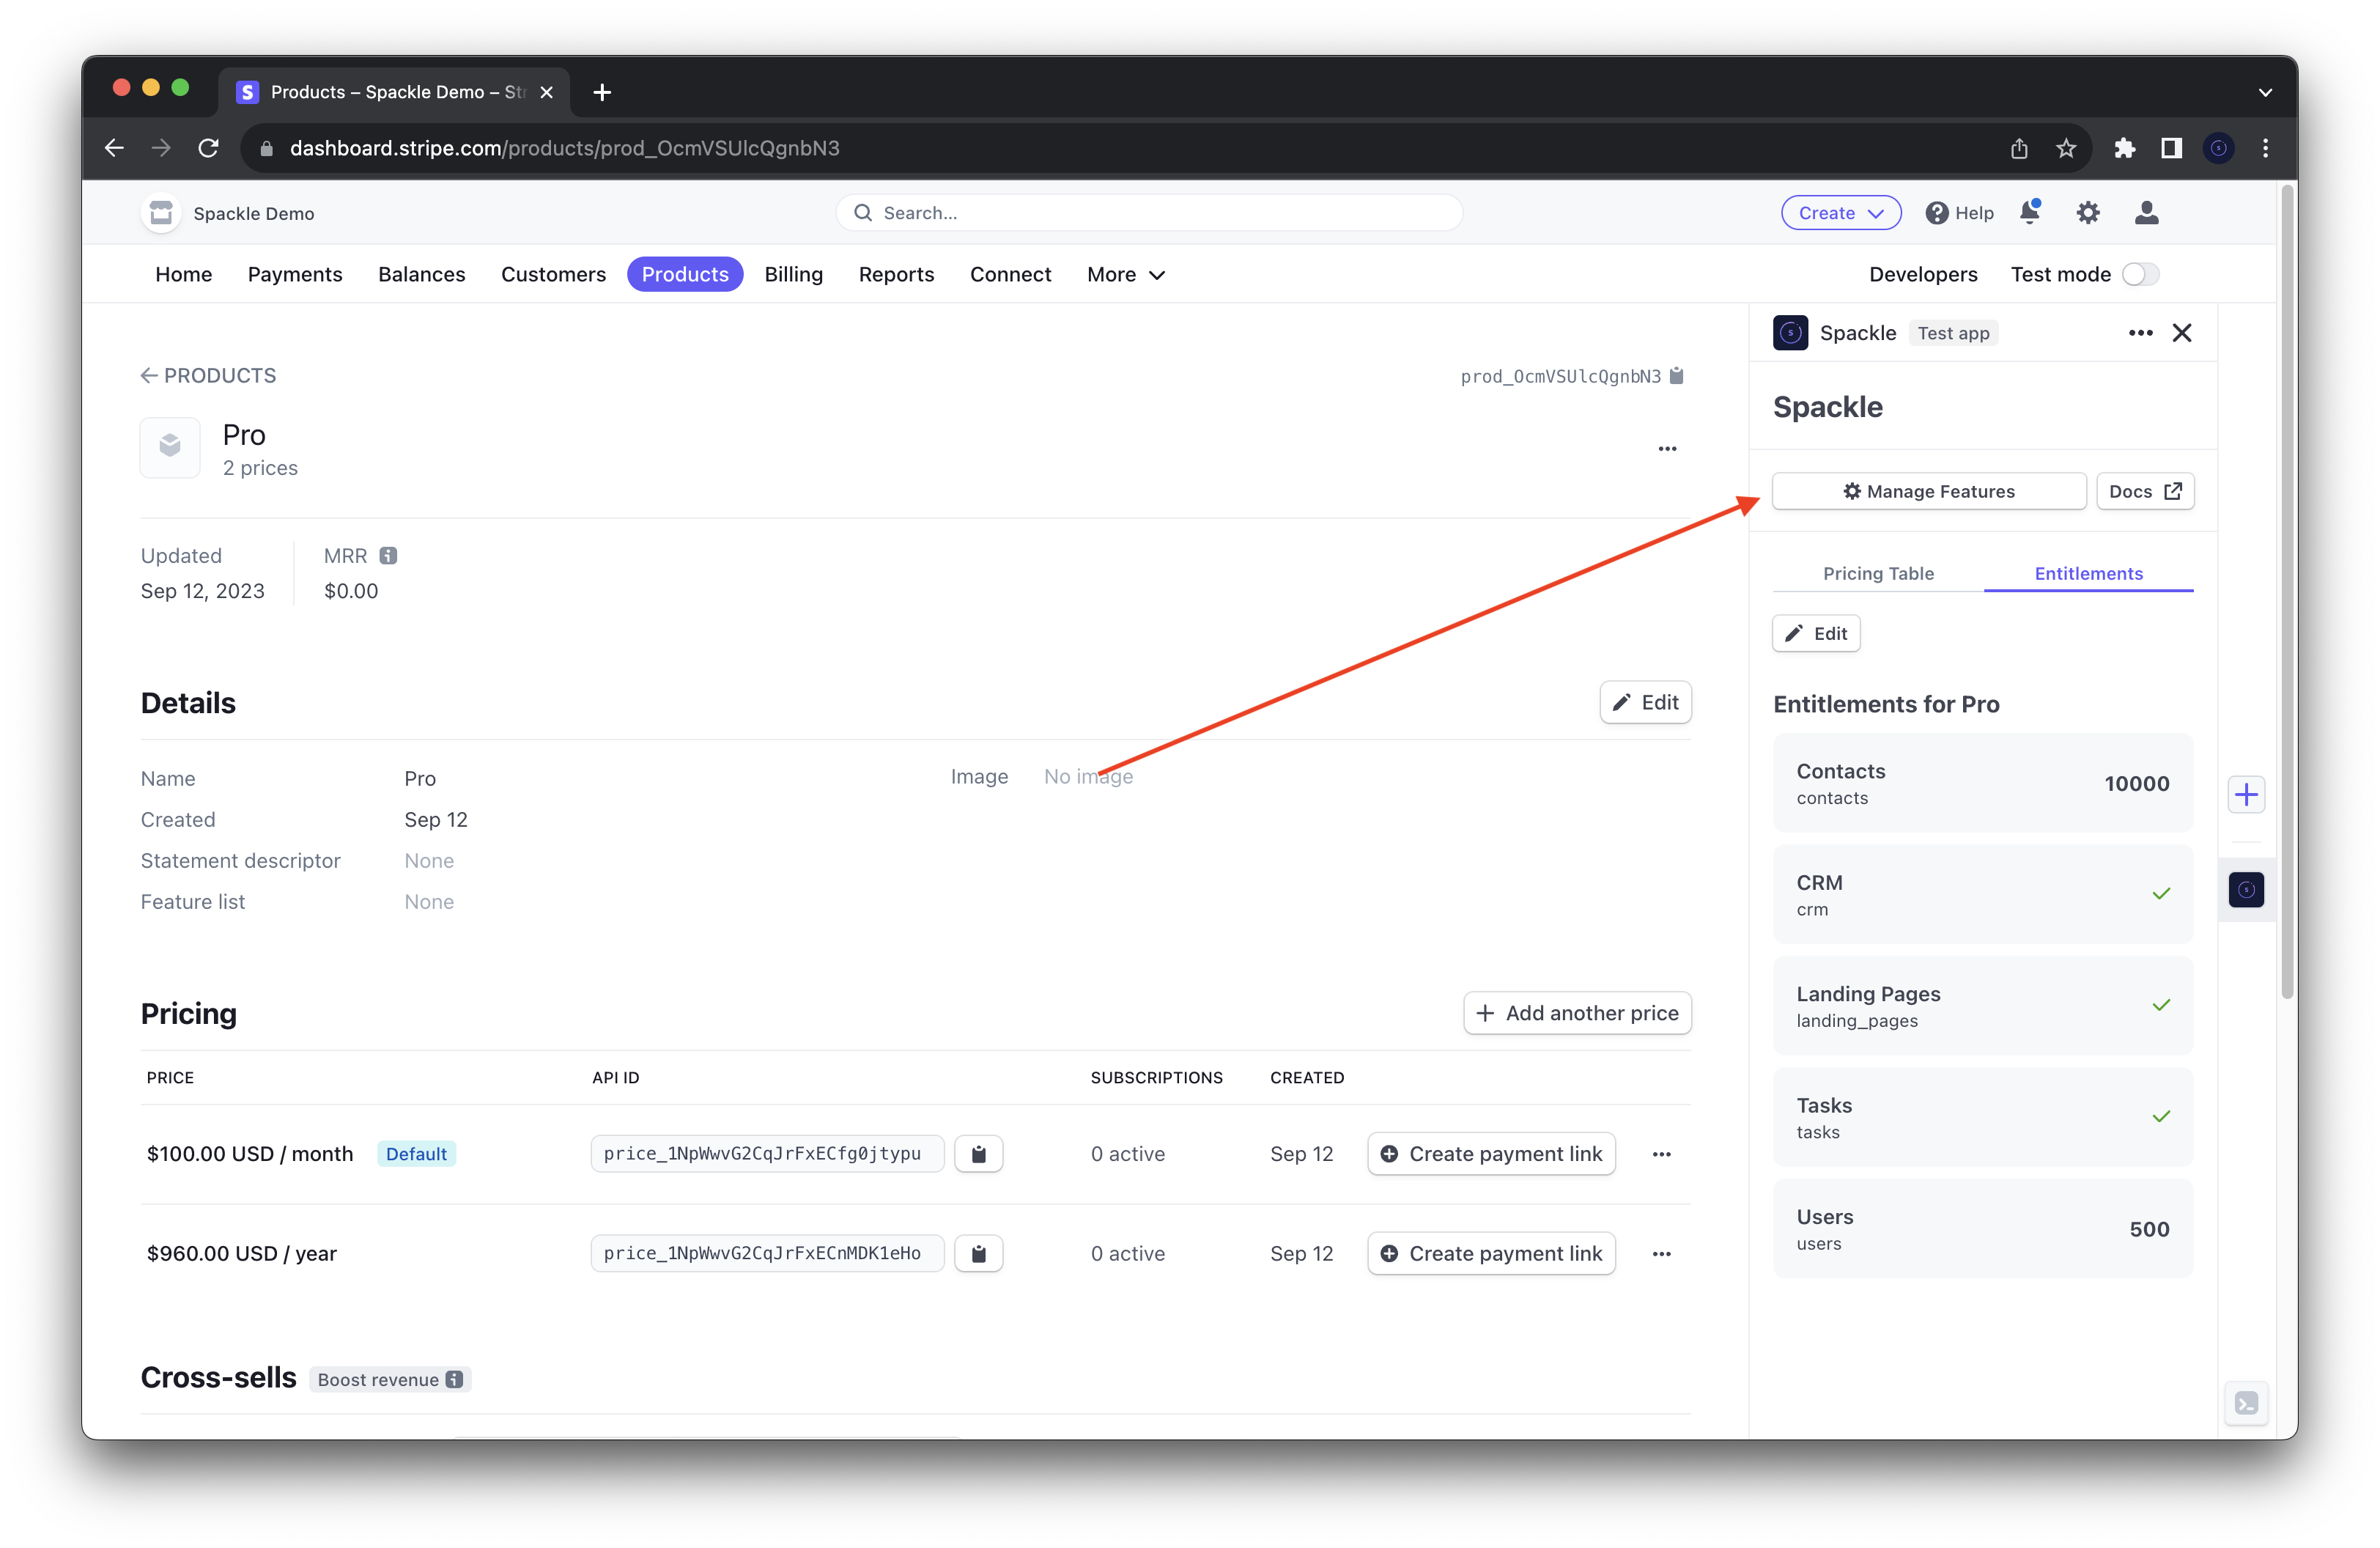 Products – Spackle Demo – Str
dashboard.stripe.com/products/prod_OcmVSUlcQgnbN3
Spackle Demo
Search...
Create
Help
Home
Payments
Balances
Customers
Products
Billing
Reports
Connect
More
Developers
Test mode
PRODUCTS
prod_OcmVSUlcQgnbN3
Pro
2 prices
Updated
Sep 12, 2023
MRR
$0.00
Details
Edit
Name
Pro
Image
No image
Created
Sep 12
Statement descriptor
None
Feature list
None
Pricing
Add another price
PRICE
API ID
SUBSCRIPTIONS
CREATED
$100.00 USD / month
Default
price_1NpWwvG2CqJrFxECfg0jtypu
0 active
Sep 12
Create payment link
$960.00 USD / year
price_1NpWwvG2CqJrFxECnMDK1eHo
0 active
Sep 12
Create payment link
Cross-sells
Boost revenue
Spackle
Test app
Spackle
Manage Features
Docs
Pricing Table
Entitlements
Edit
Entitlements for Pro
Contacts
contacts
10000
CRM
crm
Landing Pages
landing_pages
Tasks
tasks
Users
users
500